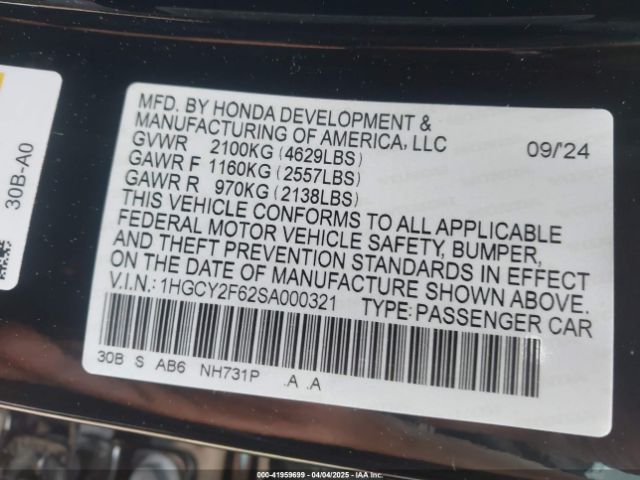 MFD. BY HONDA DEVELOPMENT &
MANUFACTURING OF AMERICA, LLC 09/'24
GVWR 2100KG (4629LBS)
GAWR F 1160KG (2557LBS)
GAWR R 970KG (2138LBS)
THIS VEHICLE CONFORMS TO ALL APPLICABLE
FEDERAL MOTOR VEHICLE SAFETY, BUMPER,
AND THEFT PREVENTION STANDARDS IN EFFECT
ON THE DATE OF MANUFACTURE SHOWN ABOVE.
V.I.N.: 1HGCY2F62SA000321 TYPE: PASSENGER CAR
30B S AB6 NH731P .A .A
30B-A0
000-41959699 04/04/2025 IAAI.COM